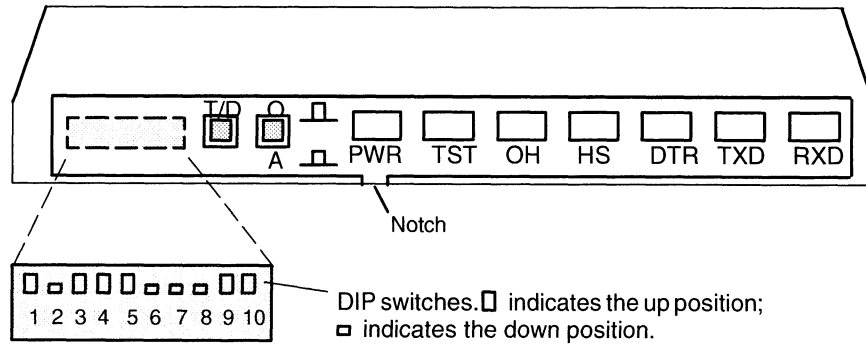 T/D O
A
PWR TST OH HS DTR TXD RXD
Notch
1 2 3 4 5 6 7 8 9 10
DIP switches. indicates the up position;
indicates the down position.